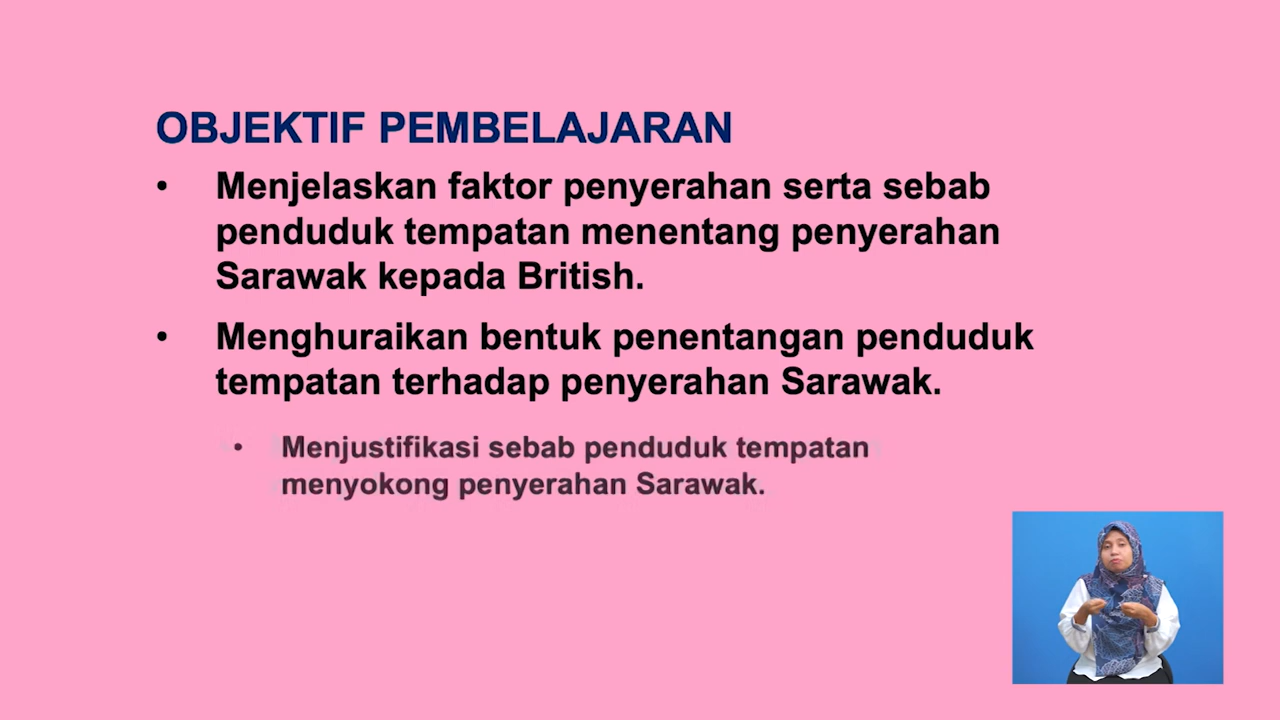 OBJEKTIF PEMBELAJARAN
• Menjelaskan faktor penyerahan serta sebab
penduduk tempatan menentang penyerahan
Sarawak kepada British.
• Menghuraikan bentuk penentangan penduduk
tempatan terhadap penyerahan Sarawak.
• Menjustifikasi sebab penduduk tempatan
menyokong penyerahan Sarawak.